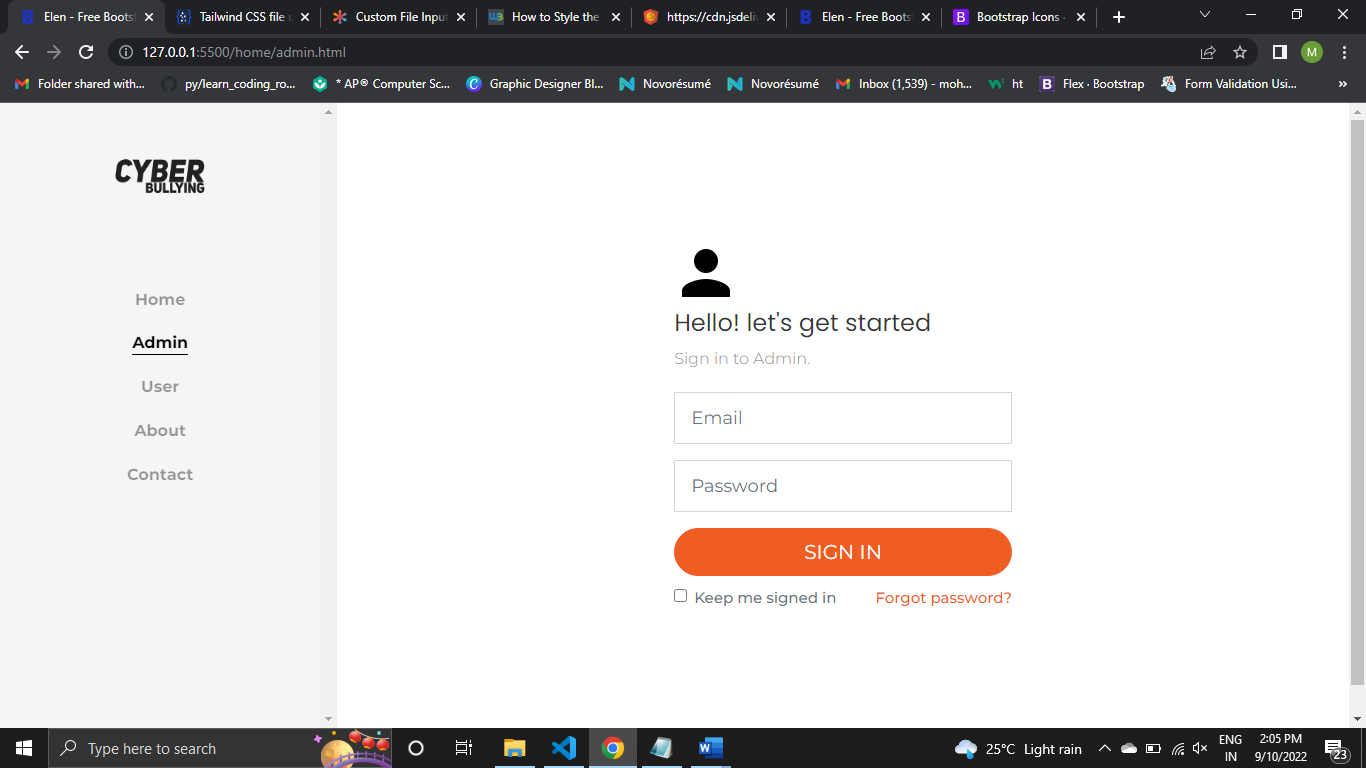 Elen - Free Boots
Tailwind CSS file u
Custom File Input
How to Style the
https://cdn.jsdeliv
Elen - Free Boots
Bootstrap Icons ·
127.0.0.1:5500/home/admin.html
M
Folder shared with...
py/learn_coding_ro...
* AP® Computer Sc...
Graphic Designer Bl...
Novorésumé
Novorésumé
Inbox (1,539) - moh...
ht
Flex · Bootstrap
Form Validation Usi...
»
CYBER
BULLYING
Home
Admin
User
About
Contact
Hello! let's get started
Sign in to Admin.
Email
Password
SIGN IN
Keep me signed in
Forgot password?
Type here to search
25°C Light rain
ENG
IN
2:05 PM
9/10/2022
23